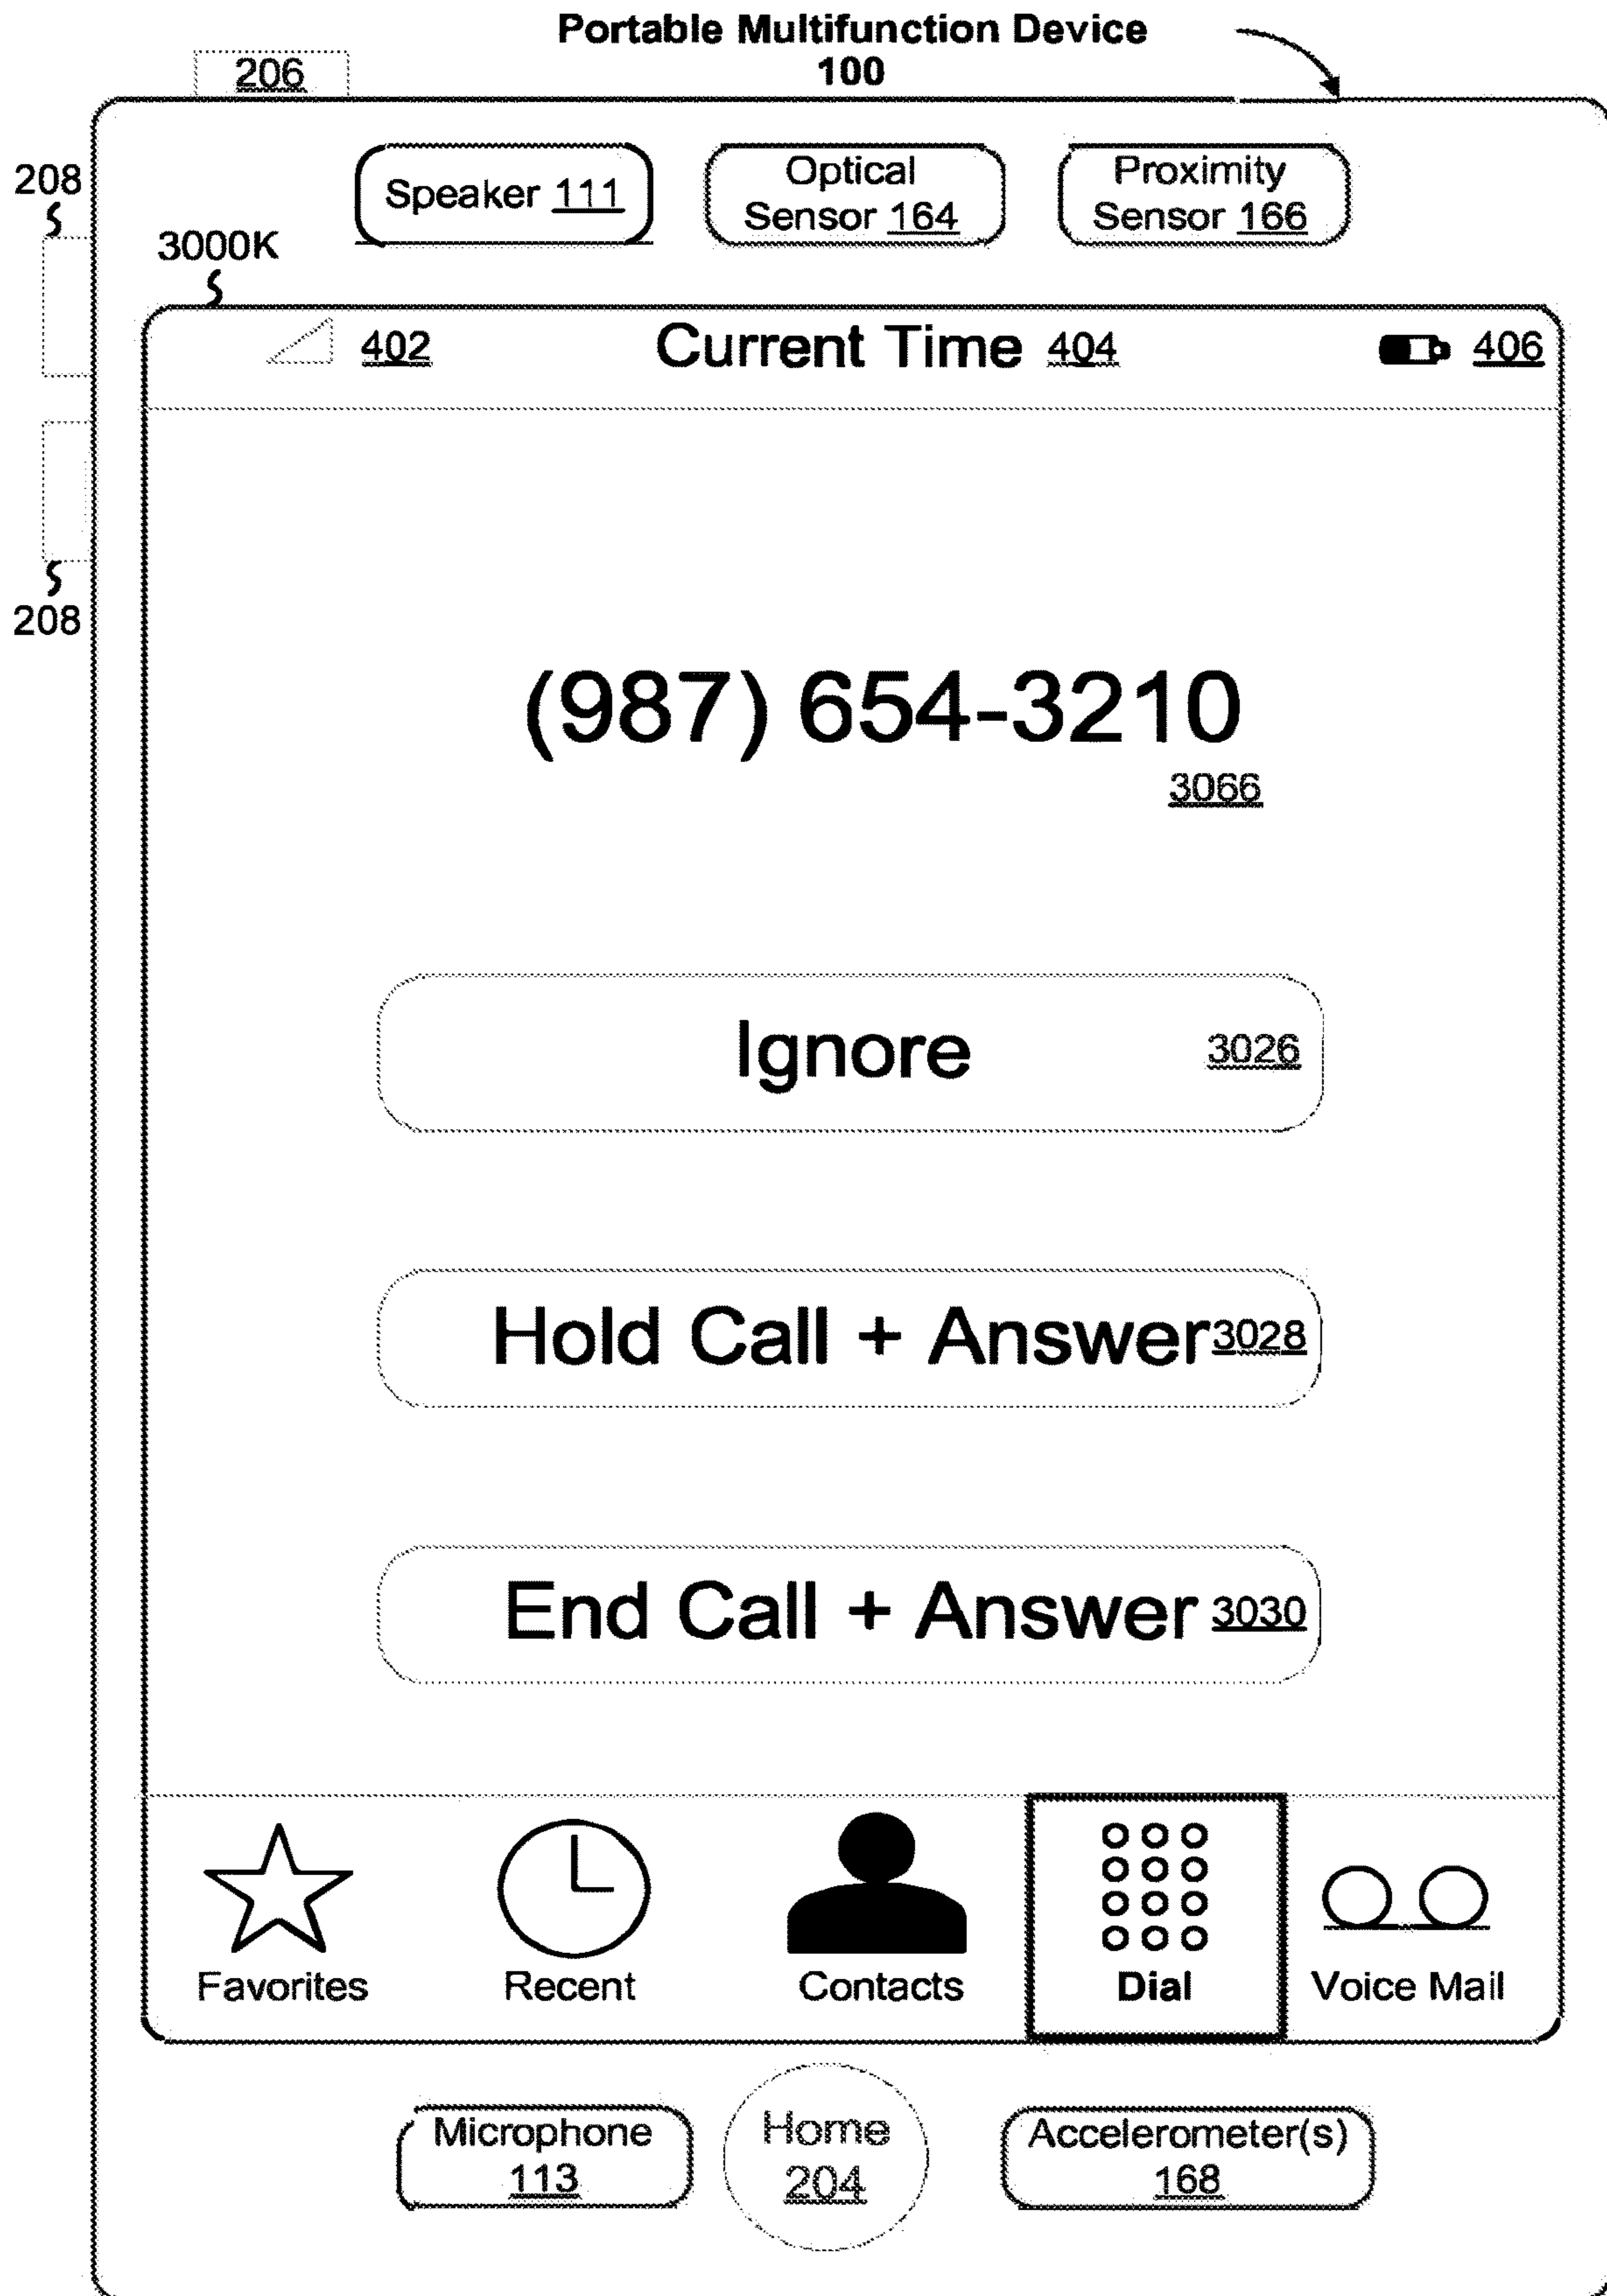 Portable Multifunction Device
100
206
208
Speaker 111
Optical
Sensor 164
Proximity
Sensor 166
3000K
402
Current Time 404
406
208
(987) 654-3210
3066
Ignore 3026
Hold Call + Answer 3028
End Call + Answer 3030
Favorites
Recent
Contacts
Dial
Voice Mail
Microphone
113
Home
204
Accelerometer(s)
168